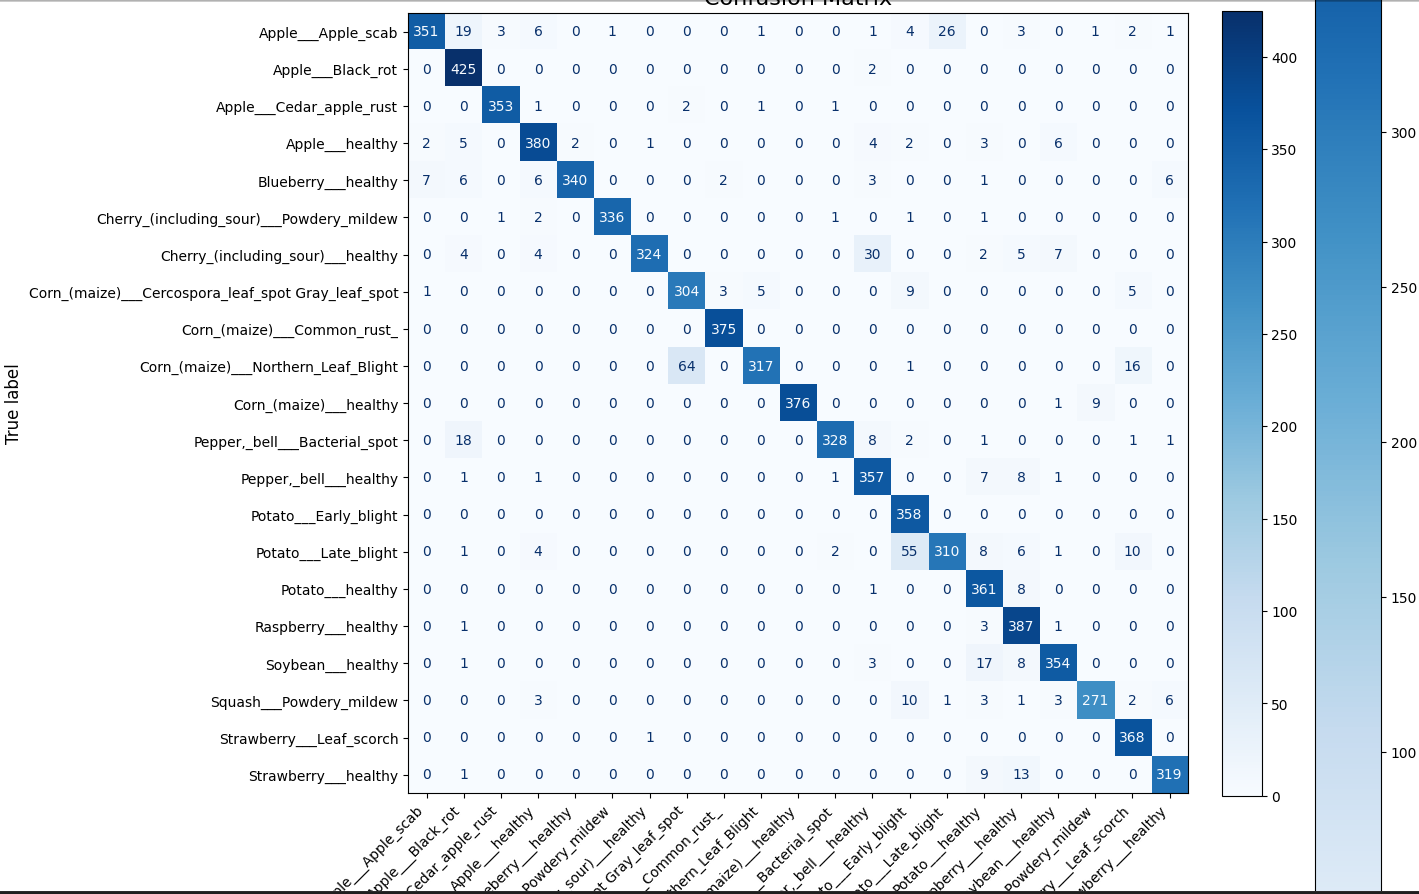 Confusion Matrix
Apple___Apple_scab 351 19 3 6 0 1 0 0 0 1 0 0 1 4 26 0 3 0 1 2 1
Apple___Black_rot 0 425 0 0 0 0 0 0 0 0 0 0 2 0 0 0 0 0 0 0 0
Apple___Cedar_apple_rust 0 0 353 1 0 0 0 2 0 1 0 1 0 0 0 0 0 0 0 0 0
Apple___healthy 2 5 0 380 2 0 1 0 0 0 0 0 4 2 0 3 0 6 0 0 0
Blueberry___healthy 7 6 0 6 340 0 0 0 2 0 0 0 3 0 0 1 0 0 0 0 6
Cherry_(including_sour)___Powdery_mildew 0 0 1 2 0 336 0 0 0 0 0 1 0 1 0 1 0 0 0 0 0
Cherry_(including_sour)___healthy 0 4 0 4 0 0 324 0 0 0 0 0 30 0 0 2 5 7 0 0 0
Corn_(maize)___Cercospora_leaf_spot Gray_leaf_spot 1 0 0 0 0 0 0 304 3 5 0 0 0 9 0 0 0 0 0 5 0
Corn_(maize)___Common_rust_ 0 0 0 0 0 0 0 0 375 0 0 0 0 0 0 0 0 0 0 0 0
Corn_(maize)___Northern_Leaf_Blight 0 0 0 0 0 0 0 64 0 317 0 0 0 1 0 0 0 0 0 16 0
Corn_(maize)___healthy 0 0 0 0 0 0 0 0 0 0 376 0 0 0 0 0 0 1 9 0 0
Pepper,_bell___Bacterial_spot 0 18 0 0 0 0 0 0 0 0 0 328 8 2 0 1 0 0 0 1 1
Pepper,_bell___healthy 0 1 0 1 0 0 0 0 0 0 0 1 357 0 0 7 8 1 0 0 0
Potato___Early_blight 0 0 0 0 0 0 0 0 0 0 0 0 0 358 0 0 0 0 0 0 0
Potato___Late_blight 0 1 0 4 0 0 0 0 0 0 0 2 0 55 310 8 6 1 0 10 0
Potato___healthy 0 0 0 0 0 0 0 0 0 0 0 0 1 0 0 361 8 0 0 0 0
Raspberry___healthy 0 1 0 0 0 0 0 0 0 0 0 0 0 0 0 3 387 1 0 0 0
Soybean___healthy 0 1 0 0 0 0 0 0 0 0 0 0 3 0 0 17 8 354 0 0 0
Squash___Powdery_mildew 0 0 0 3 0 0 0 0 0 0 0 0 0 10 1 3 1 3 271 2 6
Strawberry___Leaf_scorch 0 0 0 0 0 0 1 0 0 0 0 0 0 0 0 0 0 0 0 368 0
Strawberry___healthy 0 1 0 0 0 0 0 0 0 0 0 0 0 0 0 9 13 0 0 0 319
True label
ple___Apple_scab
Apple___Black_rot
Cedar_apple_rust
Apple___healthy
eberry___healthy
Powdery_mildew
sour)___healthy
ot Gray_leaf_spot
_Common_rust_
thern_Leaf_Blight
maize)___healthy
_Bacterial_spot
r,_bell___healthy
to___Early_blight
to___Late_blight
Potato___healthy
pberry___healthy
ybean___healthy
Powdery_mildew
ry___Leaf_scorch
wberry___healthy
400
350
300
250
200
150
100
50
0
300
250
200
150
100